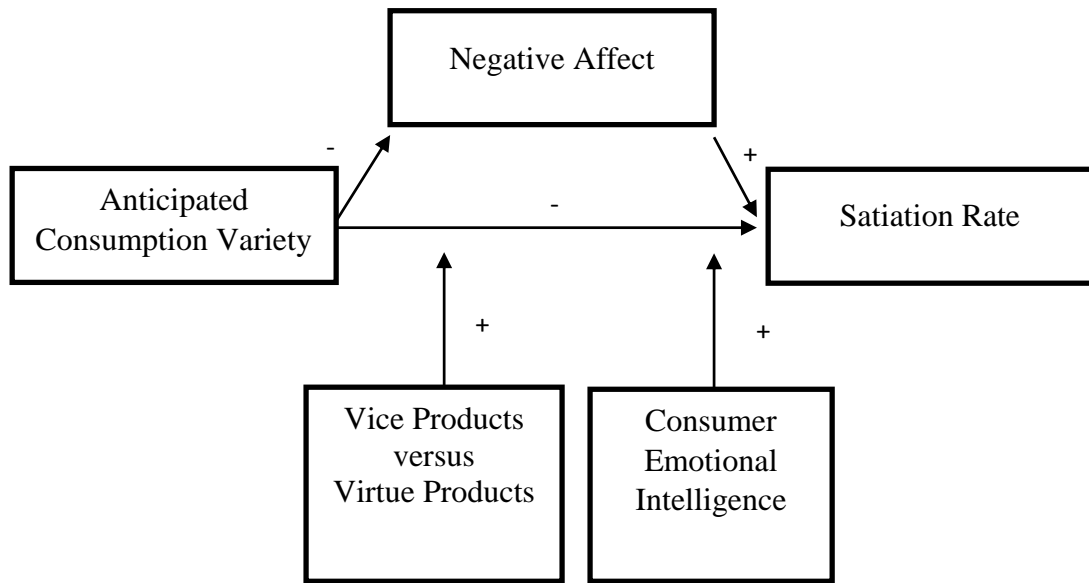 Negative Affect
-
+
Anticipated
Consumption Variety
-
Satiation Rate
+
+
Vice Products
versus
Virtue Products
Consumer
Emotional
Intelligence